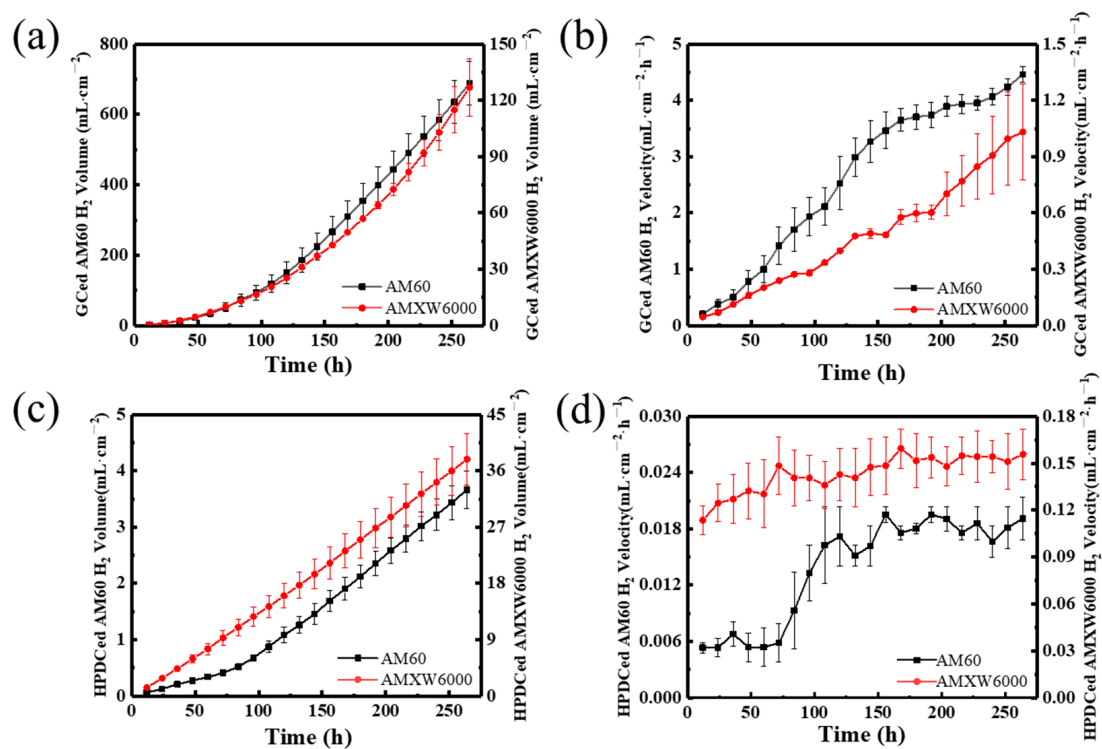 (a)
GCed AM60 H2 Volume (mL·cm−2)
800
600
400
200
0
150
120
90
60
30
0
GCed AMXW6000 H2 Volume (mL·cm−2)
AM60
AMXW6000
0 50 100 150 200 250
Time (h)
(b)
GCed AM60 H2 Velocity(mL·cm−2·h−1)
5
4
3
2
1
0
1.5
1.2
0.9
0.6
0.3
0.0
GCed AMXW6000 H2 Velocity(mL·cm−2·h−1)
AM60
AMXW6000
0 50 100 150 200 250
Time (h)
(c)
HPDCed AM60 H2 Volume(mL·cm−2)
5
4
3
2
1
0
45
36
27
18
9
0
HPDCed AMXW6000 H2 Volume(mL·cm−2)
AM60
AMXW6000
0 50 100 150 200 250
Time (h)
(d)
HPDCed AM60 H2 Velocity(mL·cm−2·h−1)
0.030
0.024
0.018
0.012
0.006
0.000
0.18
0.15
0.12
0.09
0.06
0.03
0.00
HPDCed AMXW6000 H2 Velocity(mL·cm−2·h−1)
AM60
AMXW6000
0 50 100 150 200 250
Time (h)